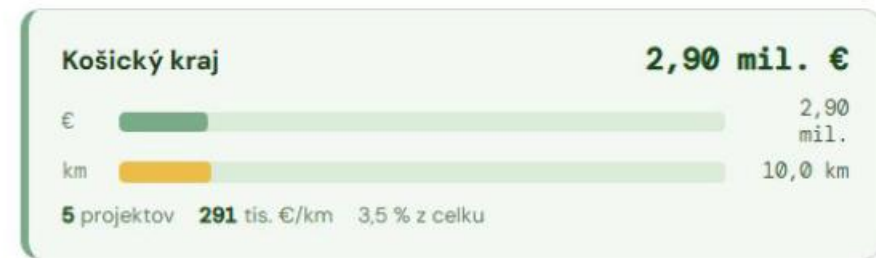 Košický kraj 2,90 mil. €
€ 2,90
mil.
km 10,0 km
5 projektov 291 tis. €/km 3,5 % z celku